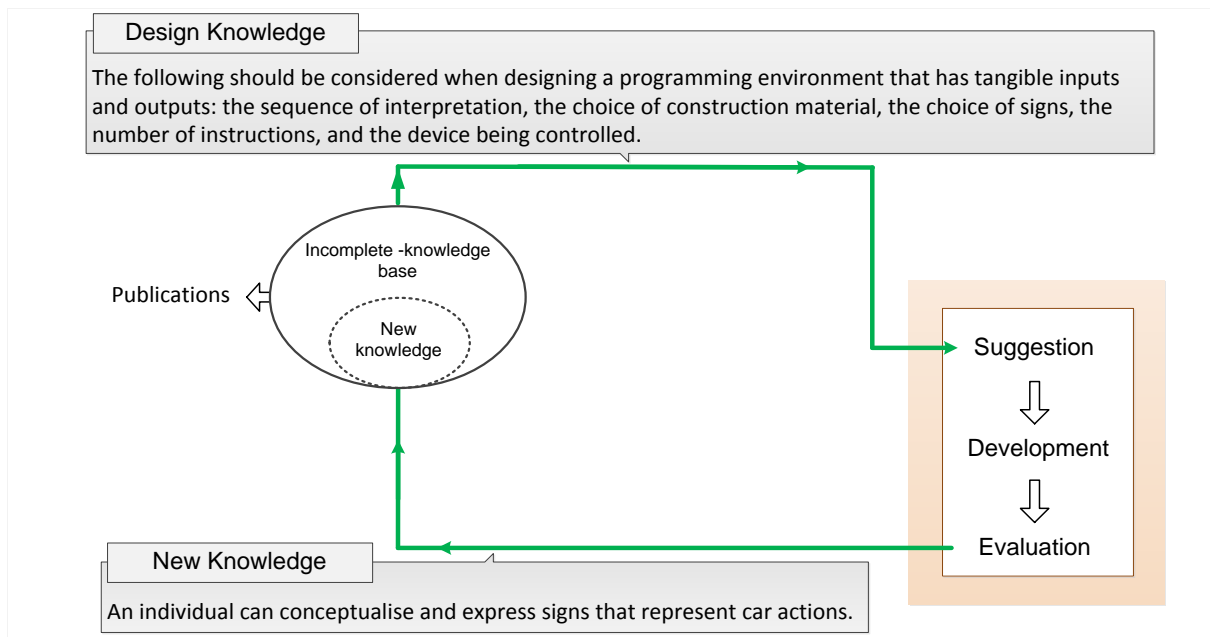 Design Knowledge
The following should be considered when designing a programming environment that has tangible inputs
and outputs: the sequence of interpretation, the choice of construction material, the choice of signs, the
number of instructions, and the device being controlled.
Incomplete -knowledge
base
Publications
New
knowledge
Suggestion
Development
Evaluation
New Knowledge
An individual can conceptualise and express signs that represent car actions.